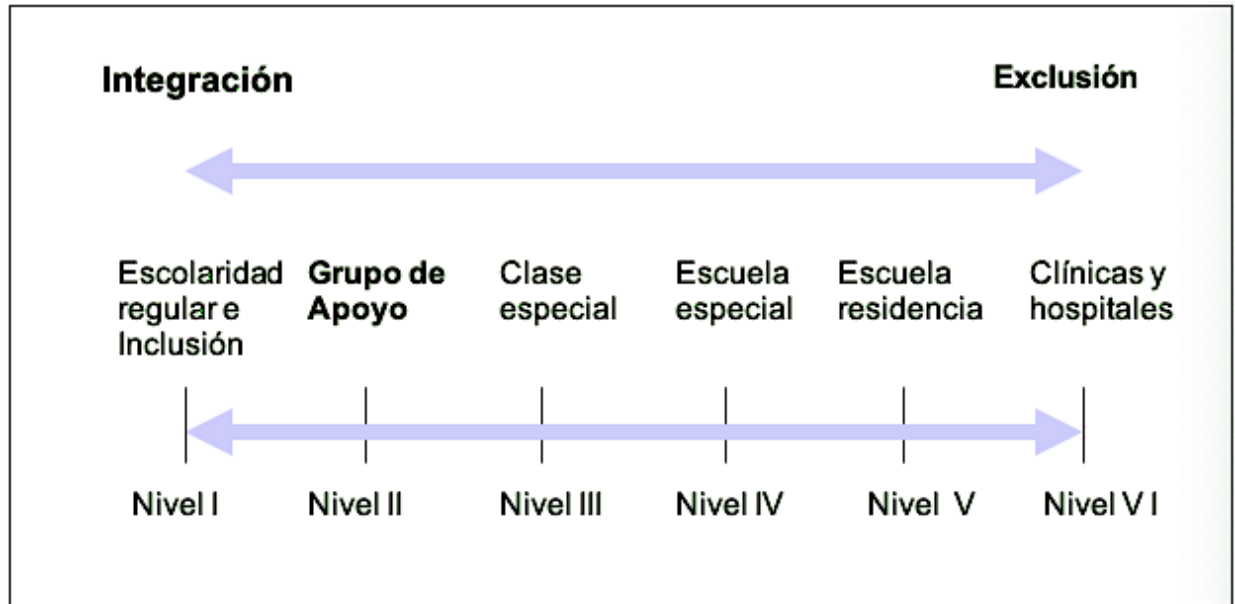 Integración
Exclusión
Escolaridad
regular e
Inclusión
Grupo de
Apoyo
Clase
especial
Escuela
especial
Escuela
residencia
Clínicas y
hospitales
Nivel I
Nivel II
Nivel III
Nivel IV
Nivel V
Nivel V I